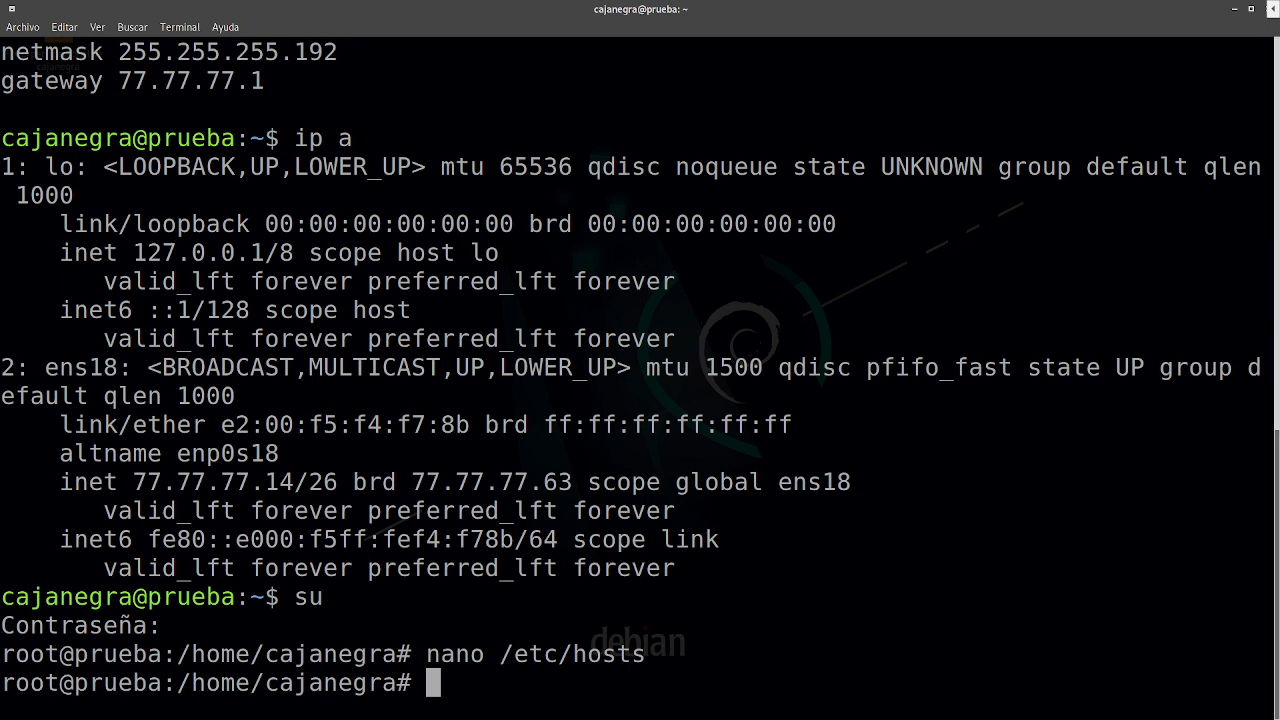 cajanegra@prueba: ~
Archivo Editar Ver Buscar Terminal Ayuda
netmask 255.255.255.192
cajanegra
gateway 77.77.77.1
cajanegra@prueba:~$ ip a
1: lo: <LOOPBACK,UP,LOWER_UP> mtu 65536 qdisc noqueue state UNKNOWN group default qlen
 1000
    link/loopback 00:00:00:00:00:00 brd 00:00:00:00:00:00
    inet 127.0.0.1/8 scope host lo
       valid_lft forever preferred_lft forever
    inet6 ::1/128 scope host
       valid_lft forever preferred_lft forever
2: ens18: <BROADCAST,MULTICAST,UP,LOWER_UP> mtu 1500 qdisc pfifo_fast state UP group d
efault qlen 1000
    link/ether e2:00:f5:f4:f7:8b brd ff:ff:ff:ff:ff:ff
    altname enp0s18
    inet 77.77.77.14/26 brd 77.77.77.63 scope global ens18
       valid_lft forever preferred_lft forever
    inet6 fe80::e000:f5ff:fef4:f78b/64 scope link
       valid_lft forever preferred_lft forever
cajanegra@prueba:~$ su
Contraseña:
debian
root@prueba:/home/cajanegra# nano /etc/hosts
root@prueba:/home/cajanegra#